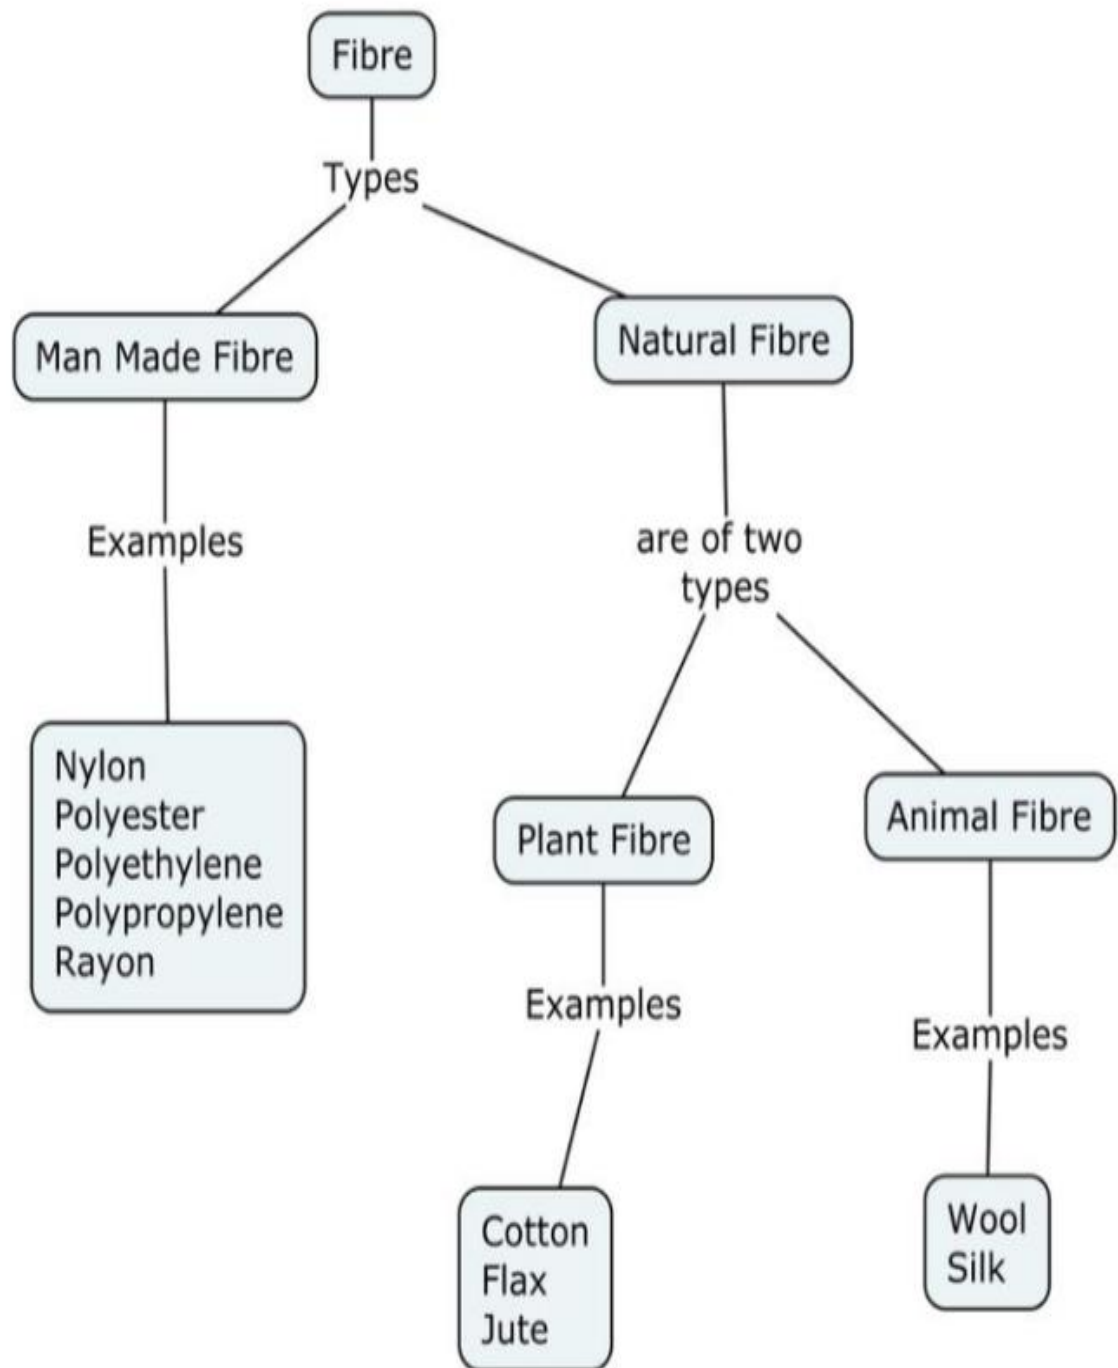 Fibre
Types
Man Made Fibre
Natural Fibre
Examples
are of two
types
Nylon
Polyester
Polyethylene
Polypropylene
Rayon
Plant Fibre
Animal Fibre
Examples
Examples
Cotton
Flax
Jute
Wool
Silk